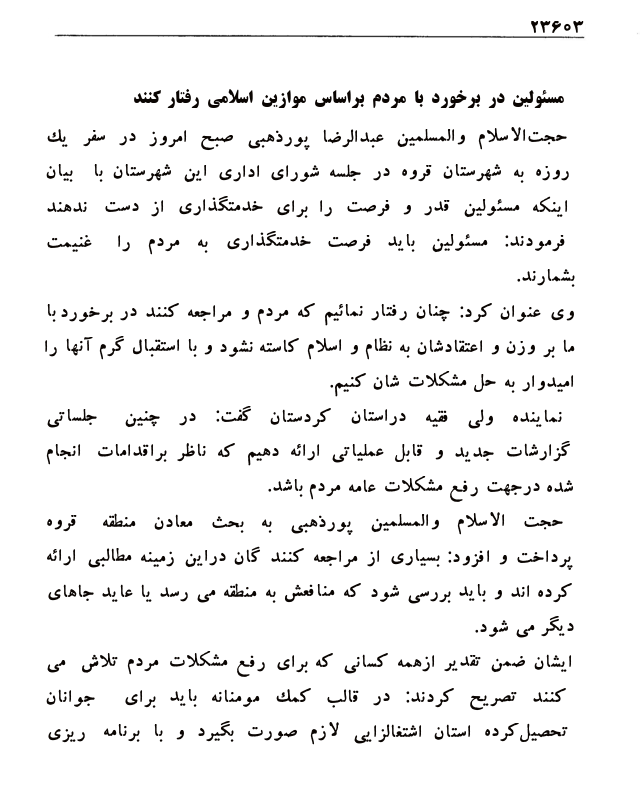 ۲۳۶۰۳
مسئولین در برخورد با مردم براساس موازین اسلامی رفتار کنند
حجت‌الاسلام والمسلمین عبدالرضا پورذهبی صبح امروز در سفر یك
روزه به شهرستان قروه در جلسه شورای اداری این شهرستان با بیان
اینکه مسئولین قدر و فرصت را برای خدمتگذاری از دست ندهند
فرمودند: مسئولین باید فرصت خدمتگذاری به مردم را غنیمت
بشمارند.
وی عنوان کرد: چنان رفتار نمائیم که مردم و مراجعه کنند در برخورد با
ما بر وزن و اعتقادشان به نظام و اسلام کاسته نشود و با استقبال گرم آنها را
امیدوار به حل مشکلات شان کنیم.
نماینده ولی فقیه دراستان کردستان گفت: در چنین جلساتی
گزارشات جدید و قابل عملیاتی ارائه دهیم که ناظر براقدامات انجام
شده درجهت رفع مشکلات عامه مردم باشد.
حجت الاسلام والمسلمین پورذهبی به بحث معادن منطقه قروه
پرداخت و افزود: بسیاری از مراجعه کنند گان دراین زمینه مطالبی ارائه
کرده اند و باید بررسی شود که منافعش به منطقه می رسد یا عاید جاهای
دیگر می شود.
ایشان ضمن تقدیر ازهمه کسانی که برای رفع مشکلات مردم تلاش می
کنند تصریح کردند: در قالب کمك مومنانه باید برای جوانان
تحصیل‌کرده استان اشتغالزایی لازم صورت بگیرد و با برنامه ریزی